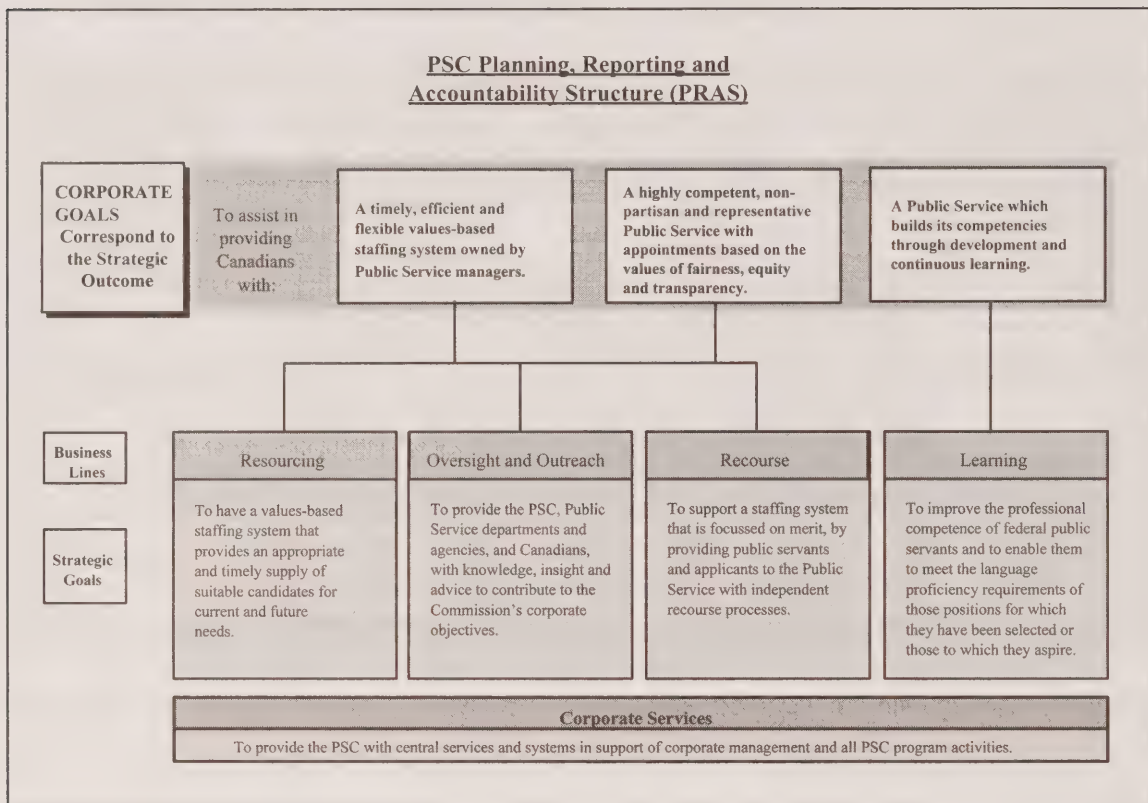 PSC Planning, Reporting and
Accountability Structure (PRAS)
CORPORATE
GOALS
Correspond to
the Strategic
Outcome
To assist in
providing
Canadians
with:
A timely, efficient and
flexible values-based
staffing system owned by
Public Service managers.
A highly competent, non-
partisan and representative
Public Service with
appointments based on the
values of fairness, equity
and transparency.
A Public Service which
builds its competencies
through development and
continuous learning.
Business
Lines
Resourcing
Oversight and Outreach
Recourse
Learning
Strategic
Goals
To have a values-based
staffing system that
provides an appropriate
and timely supply of
suitable candidates for
current and future
needs.
To provide the PSC, Public
Service departments and
agencies, and Canadians,
with knowledge, insight and
advice to contribute to the
Commission's corporate
objectives.
To support a staffing system
that is focussed on merit, by
providing public servants
and applicants to the Public
Service with independent
recourse processes.
To improve the professional
competence of federal public
servants and to enable them
to meet the language
proficiency requirements of
those positions for which
they have been selected or
those to which they aspire.
Corporate Services
To provide the PSC with central services and systems in support of corporate management and all PSC program activities.